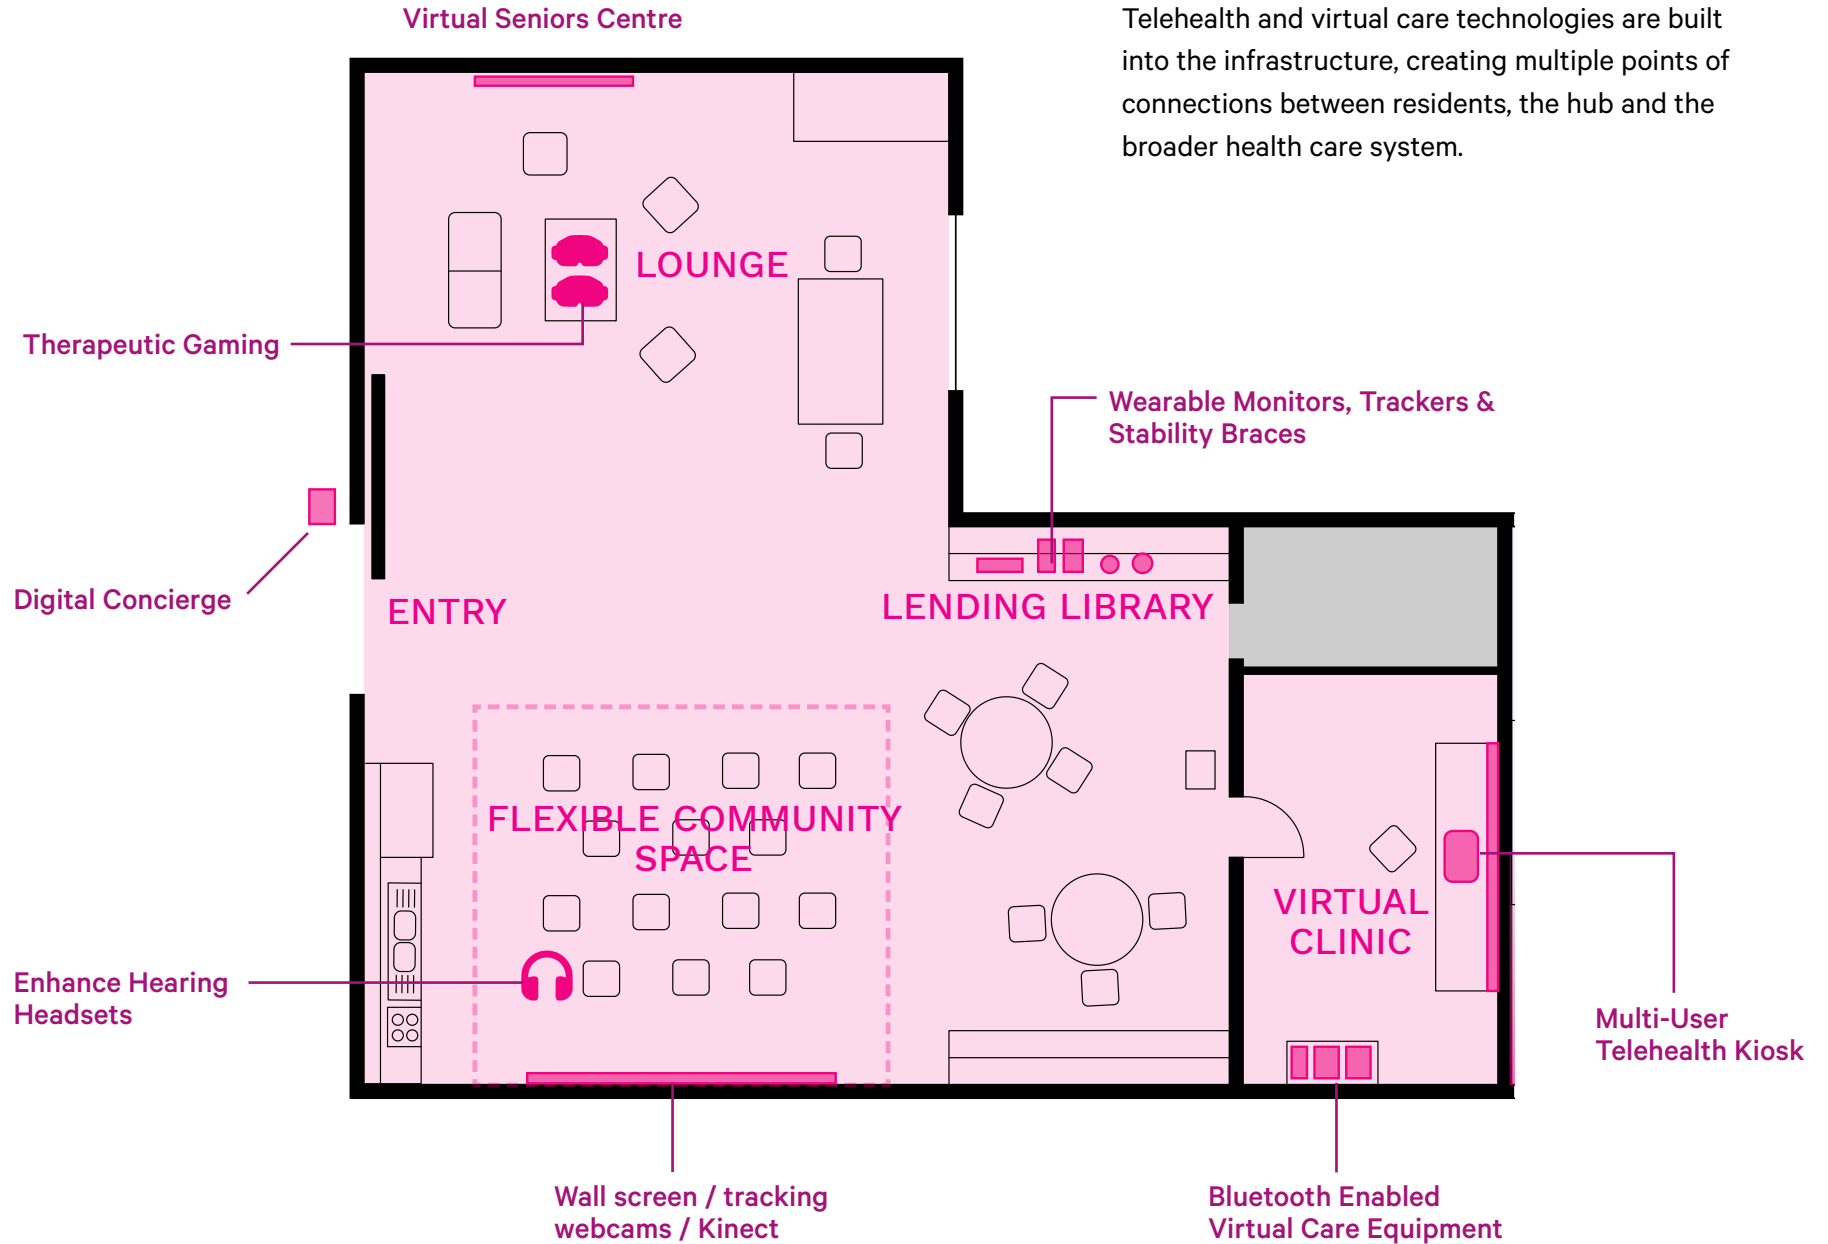 Virtual Seniors Centre
Telehealth and virtual care technologies are built
into the infrastructure, creating multiple points of
connections between residents, the hub and the
broader health care system.
LOUNGE
Therapeutic Gaming
Wearable Monitors, Trackers &
Stability Braces
Digital Concierge
ENTRY
LENDING LIBRARY
FLEXIBLE COMMUNITY
SPACE
VIRTUAL
CLINIC
Enhance Hearing
Headsets
Multi-User
Telehealth Kiosk
Wall screen / tracking
webcams / Kinect
Bluetooth Enabled
Virtual Care Equipment